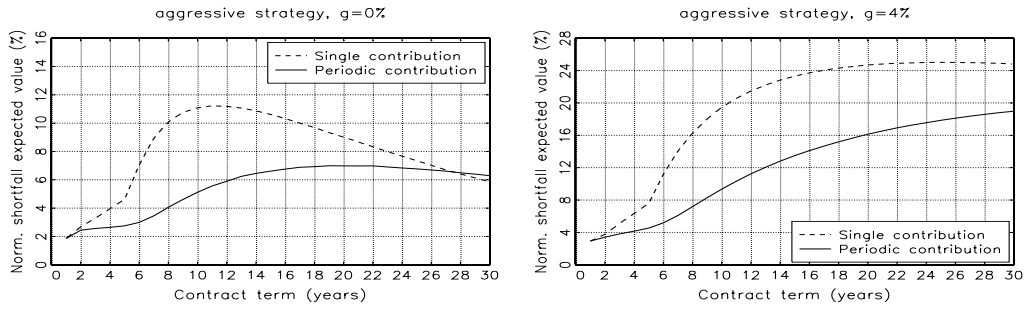 aggressive strategy, g=0%
Norm. shortfall expected value (%)
16
14
12
10
8
6
4
2
0
Single contribution
Periodic contribution
0 2 4 6 8 10 12 14 16 18 20 22 24 26 28 30
Contract term (years)
aggressive strategy, g=4%
Norm. shortfall expected value (%)
28
24
20
16
12
8
4
0
Single contribution
Periodic contribution
0 2 4 6 8 10 12 14 16 18 20 22 24 26 28 30
Contract term (years)